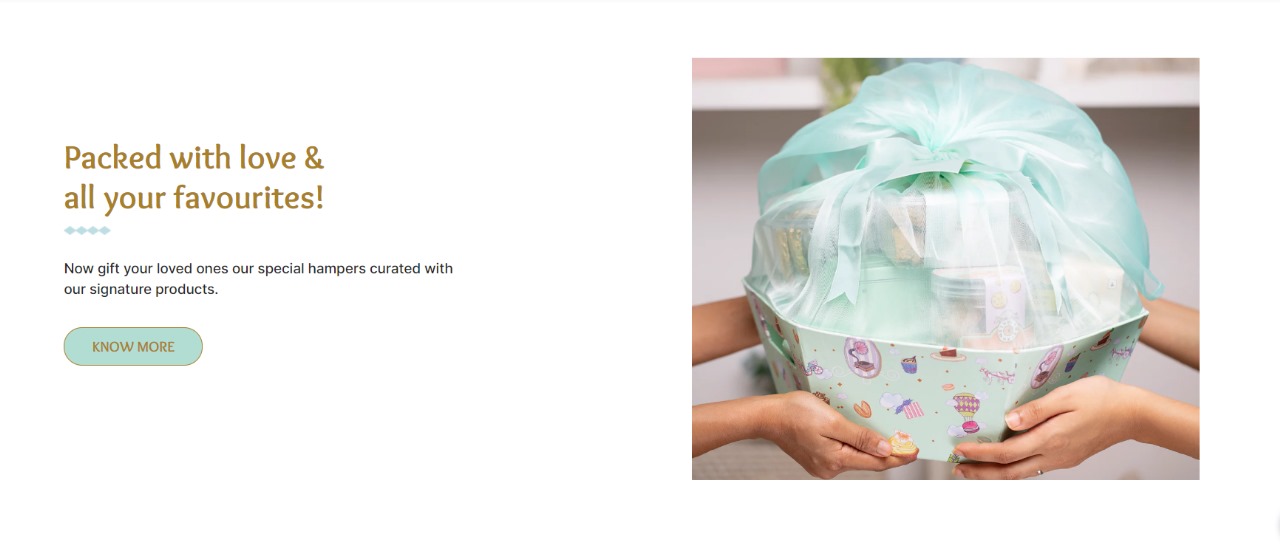 Packed with love &
all your favourites!
Now gift your loved ones our special hampers curated with
our signature products.
KNOW MORE